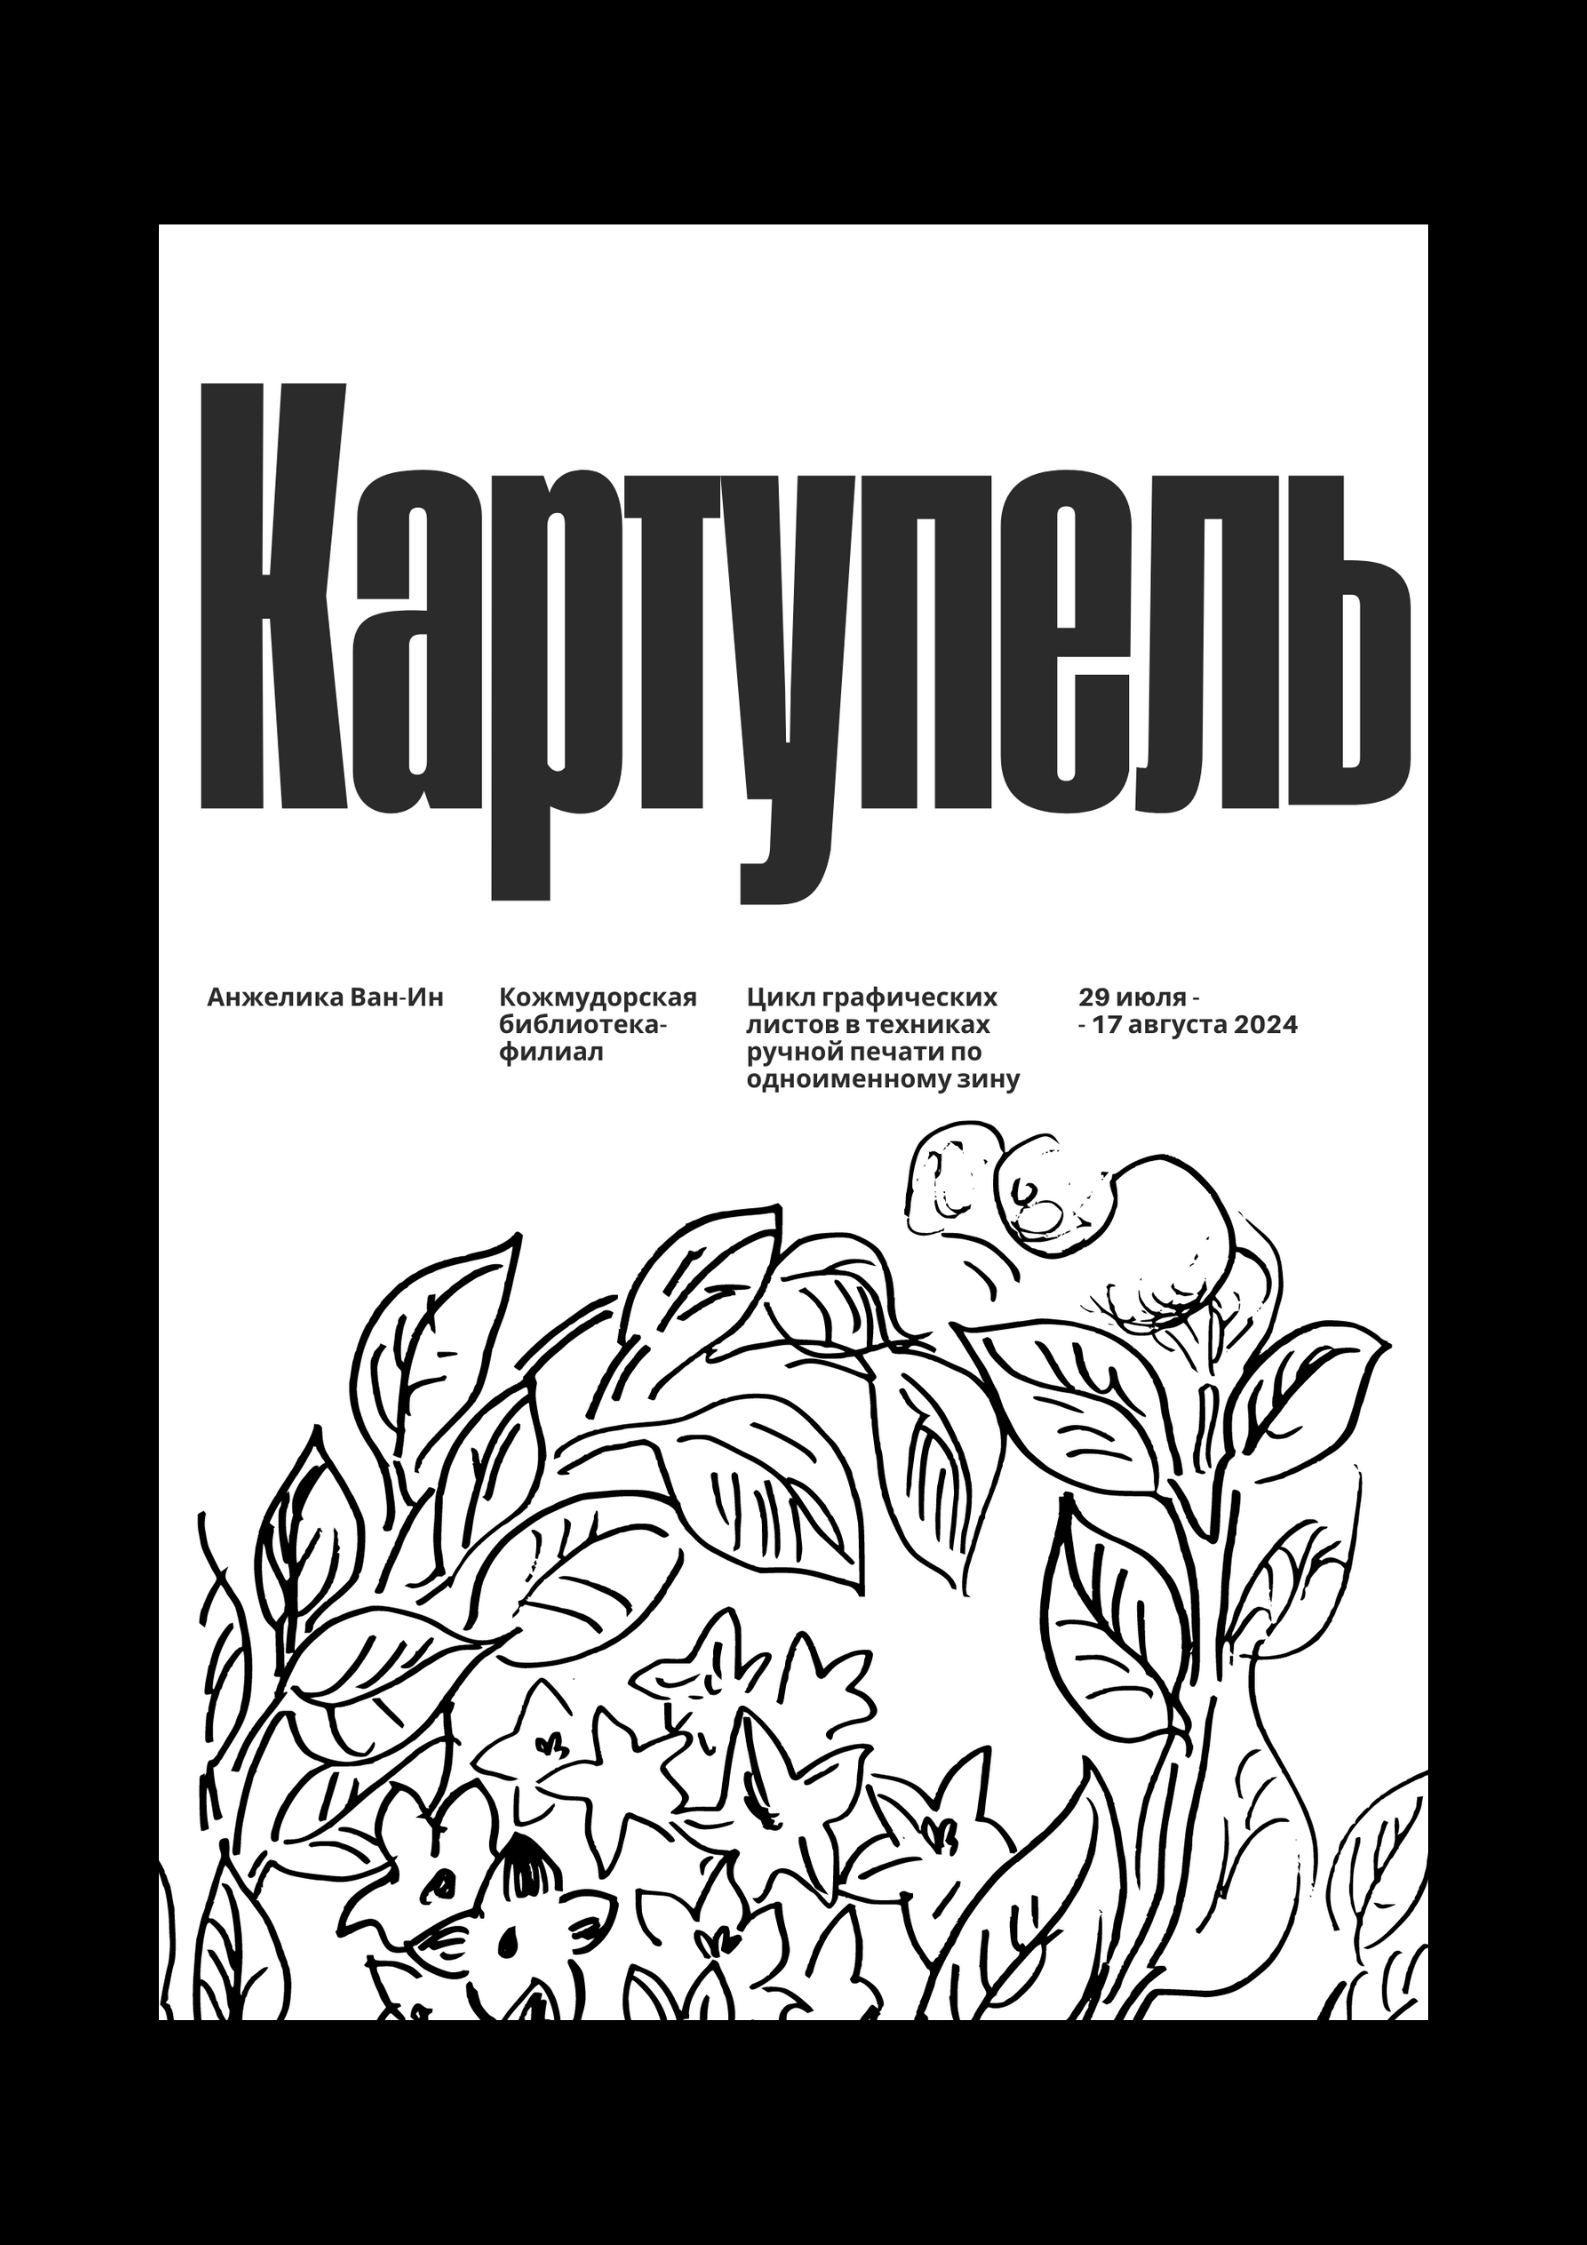 Картупель
Анжелика Ван-Ин
Кожмудорская
библиотека-
филиал
Цикл графических
листов в техниках
ручной печати по
одноименному зину
29 июля -
- 17 августа 2024